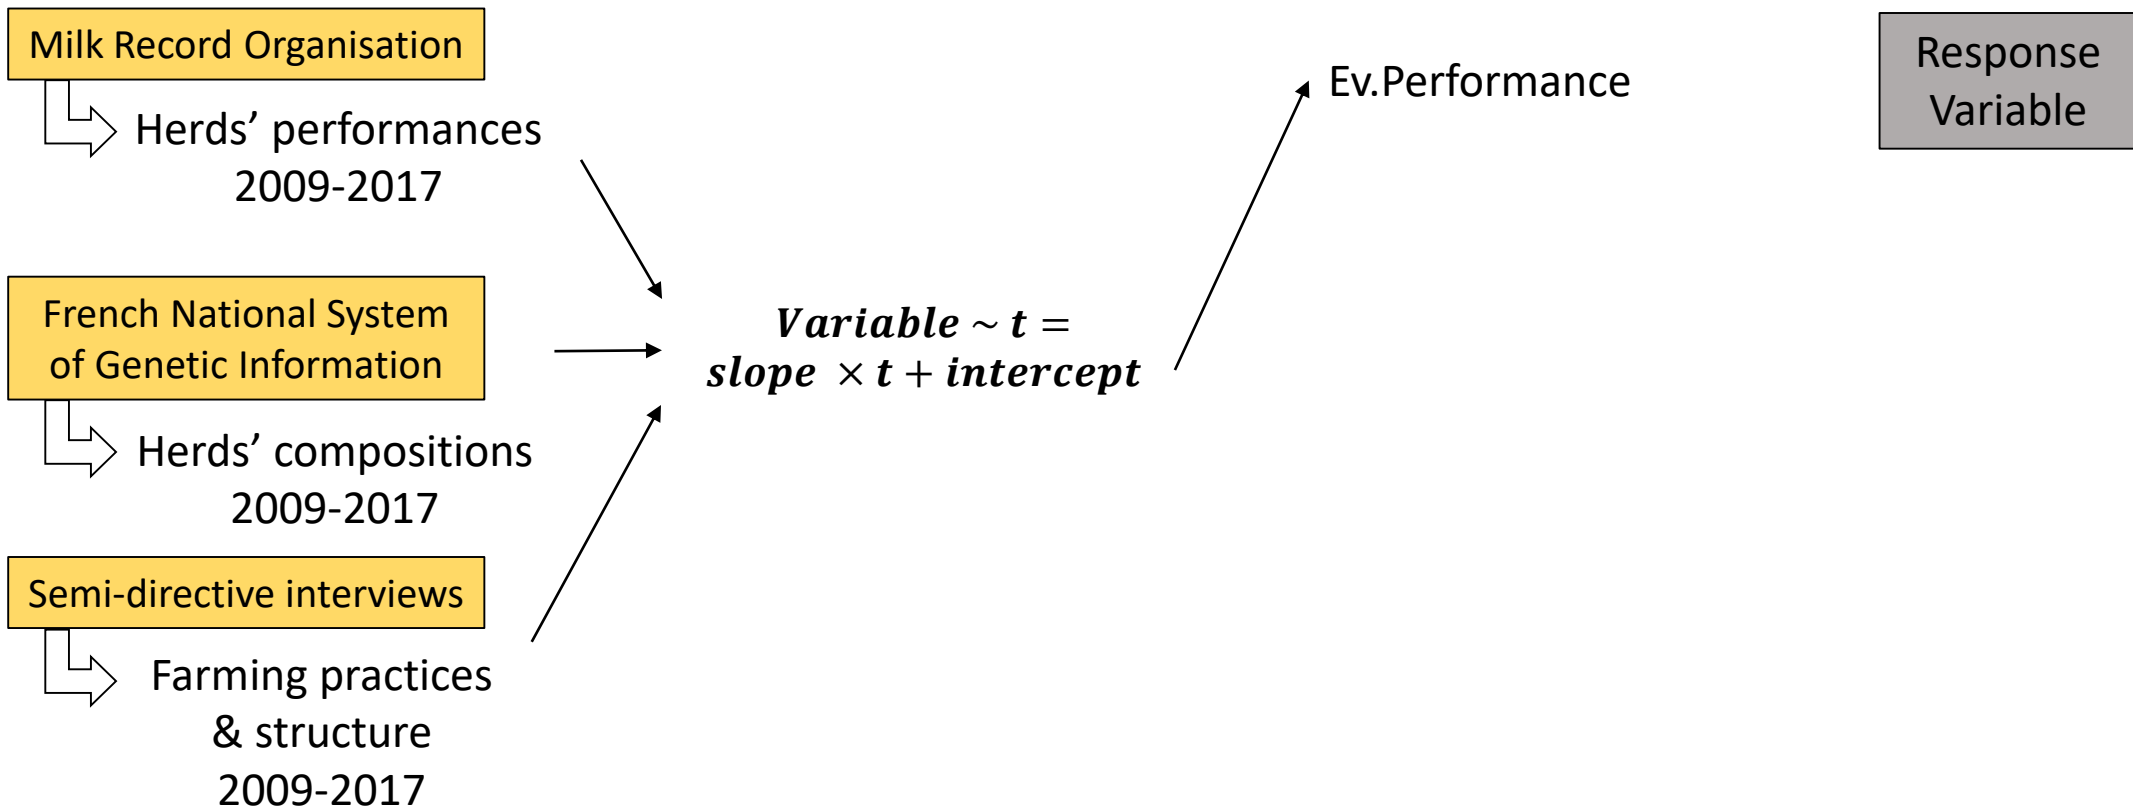 Milk Record Organisation
Herds’ performances
2009-2017
French National System
of Genetic Information
Herds’ compositions
2009-2017
Semi-directive interviews
Farming practices
& structure
2009-2017
Variable ~ t =
slope × t + intercept
Ev.Performance
Response
Variable